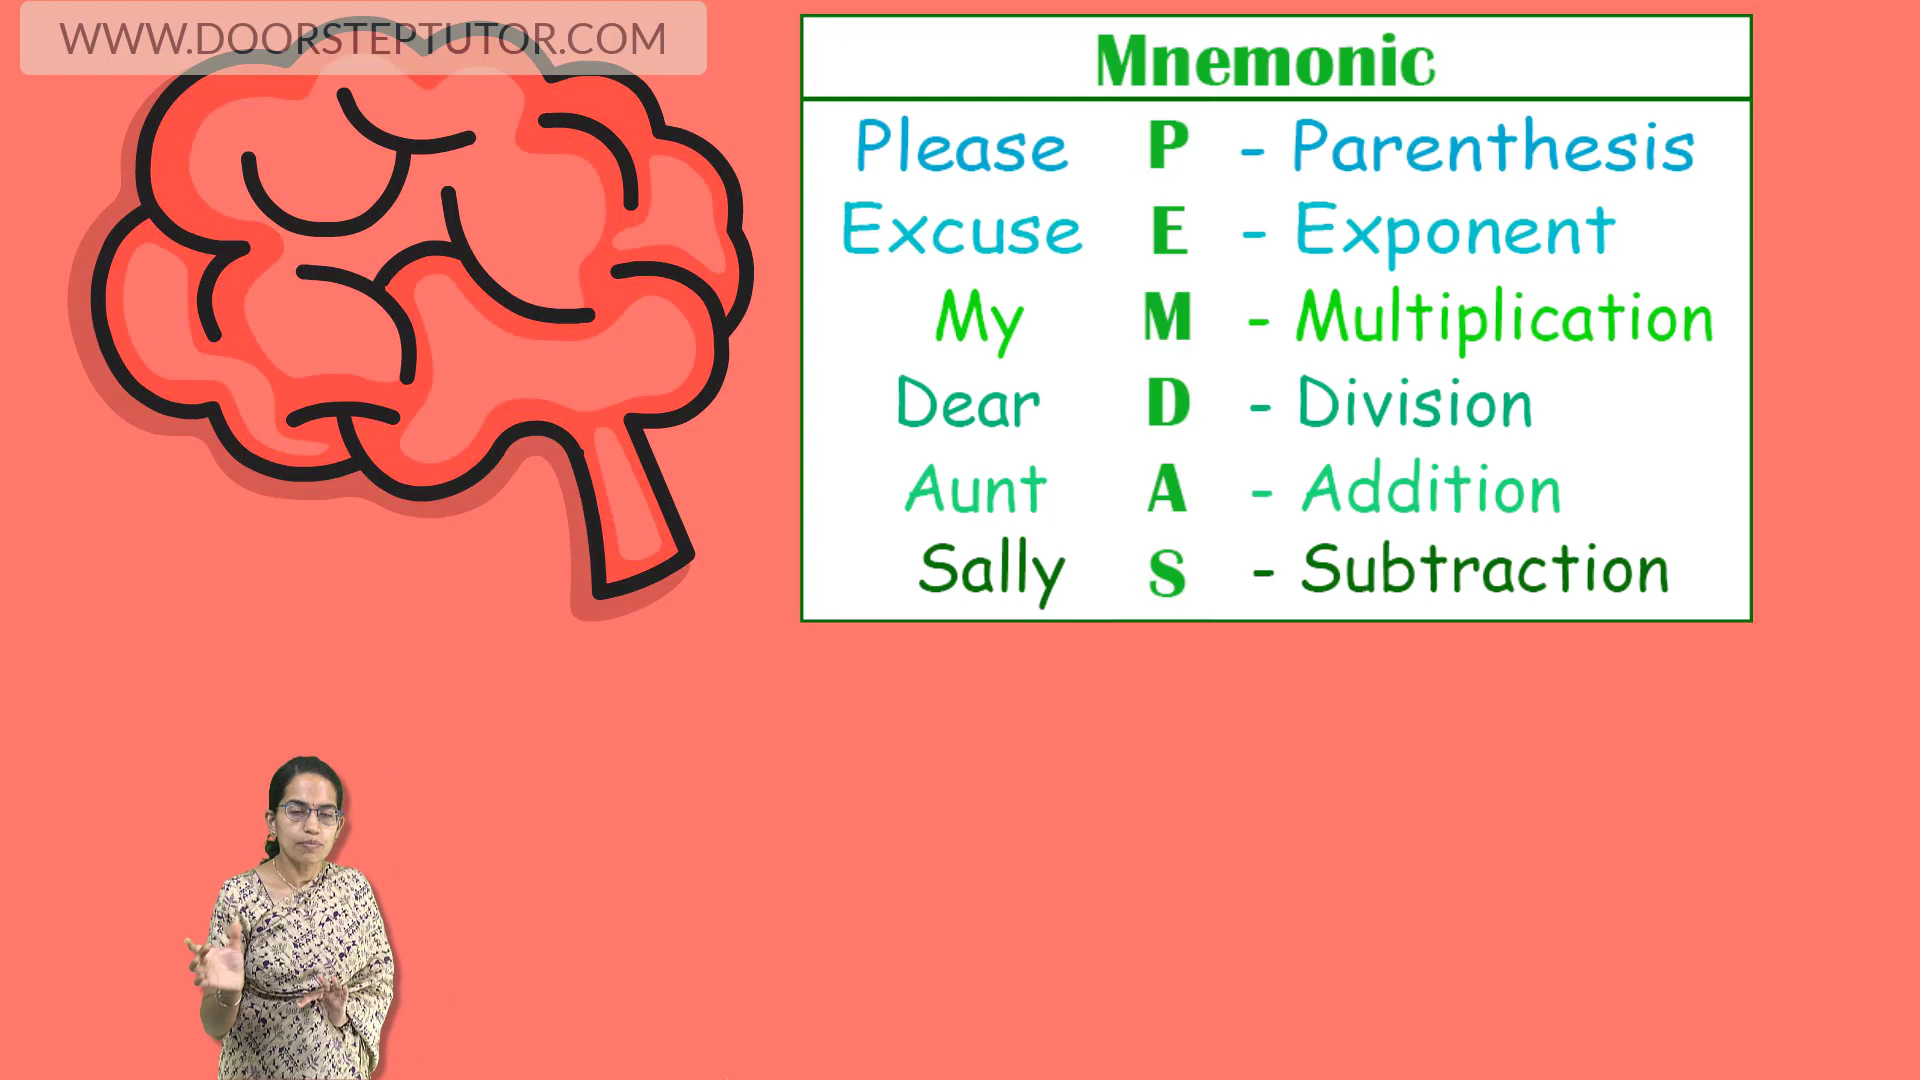 WWW.DOORSTEPTUTOR.COM
Mnemonic
Please P - Parenthesis
Excuse E - Exponent
My M - Multiplication
Dear D - Division
Aunt A - Addition
Sally S - Subtraction